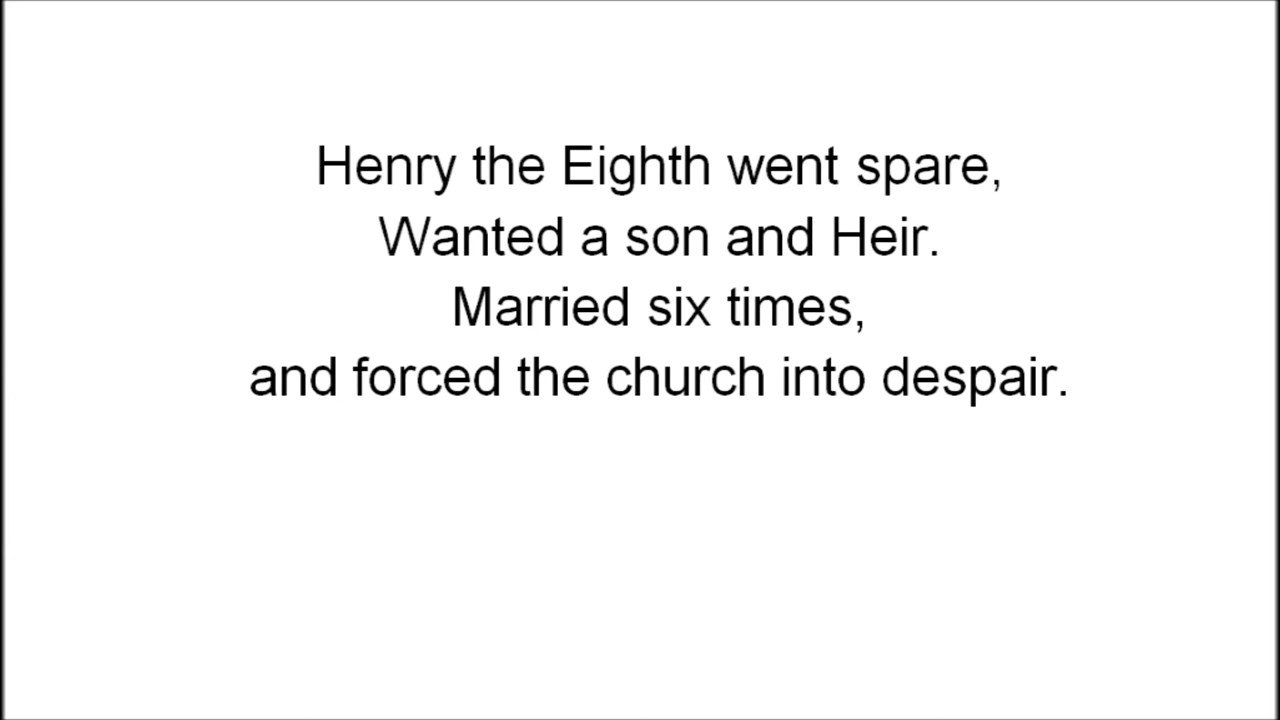 Henry the Eighth went spare,
Wanted a son and Heir.
Married six times,
and forced the church into despair.